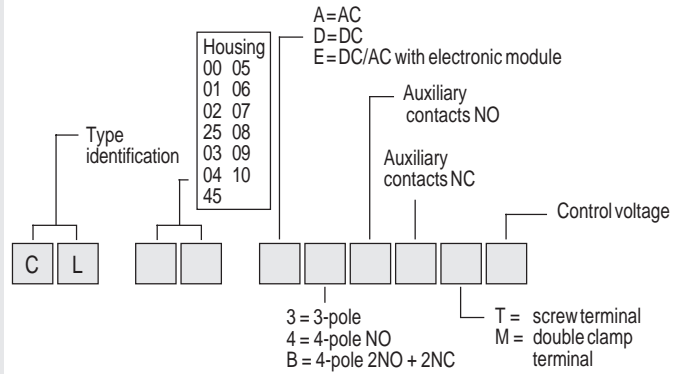 A=AC
D=DC
E=DC/AC with electronic module
Housing
00 05
01 06
02 07
25 08
03 09
04 10
45
Type
identification
Auxiliary
contacts NO
Auxiliary
contacts NC
Control voltage
C L
3 = 3-pole
4 = 4-pole NO
B = 4-pole 2NO + 2NC
T = screw terminal
M = double clamp
terminal